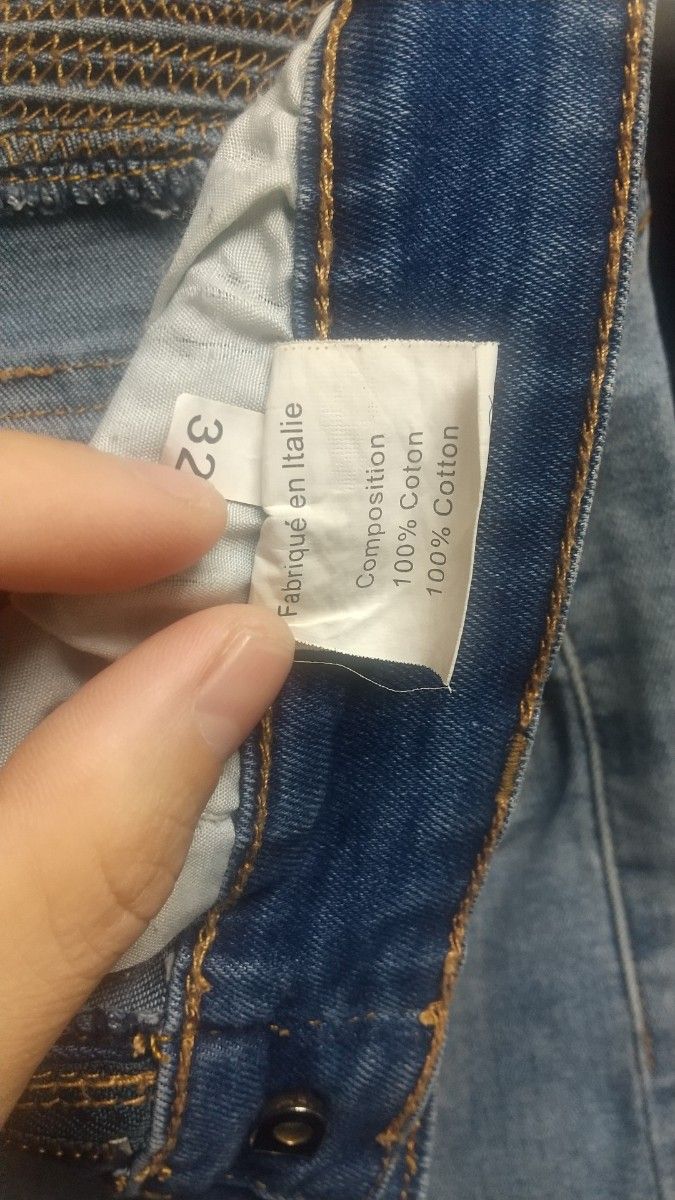 32
Fabriqué en Italie
Composition
100% Coton
100% Cotton